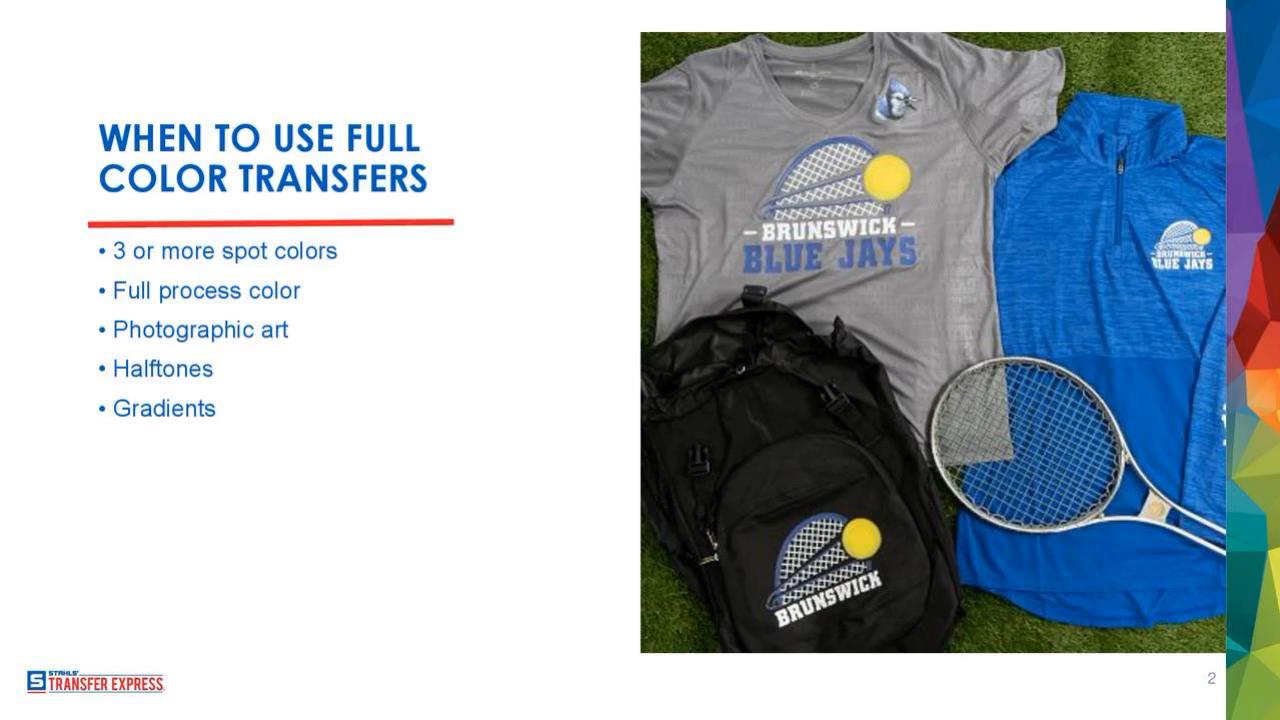 WHEN TO USE FULL
COLOR TRANSFERS
• 3 or more spot colors
• Full process color
• Photographic art
• Halftones
• Gradients
BRUNSWICK
BLUE JAYS
BRUNSWICK
BLUE JAYS
BRUNSWICK
S STAHLS'
TRANSFER EXPRESS
2